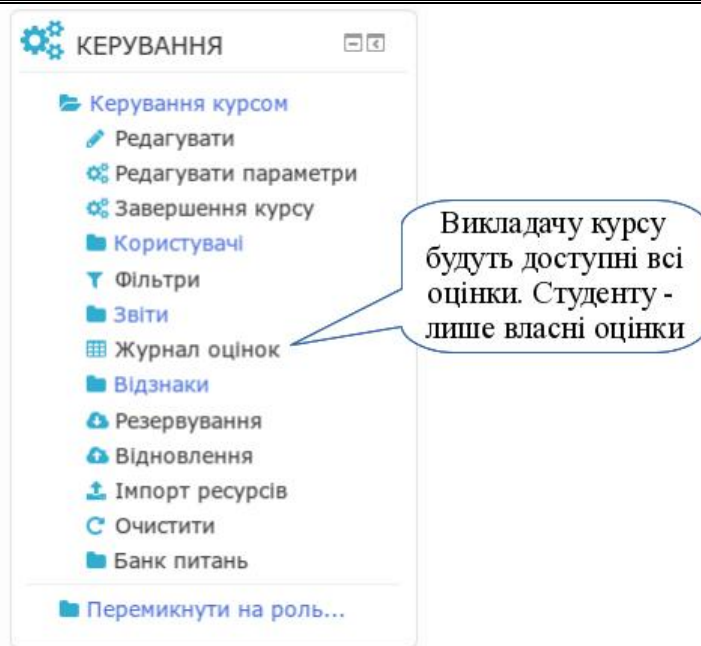 КЕРУВАННЯ
Керування курсом
Редагувати
Редагувати параметри
Завершення курсу
Користувачі
Фільтри
Звіти
Журнал оцінок
Відзнаки
Резервування
Відновлення
Імпорт ресурсів
Очистити
Банк питань
Перемикнути на роль...
Викладачу курсу
будуть доступні всі
оцінки. Студенту -
лише власні оцінки